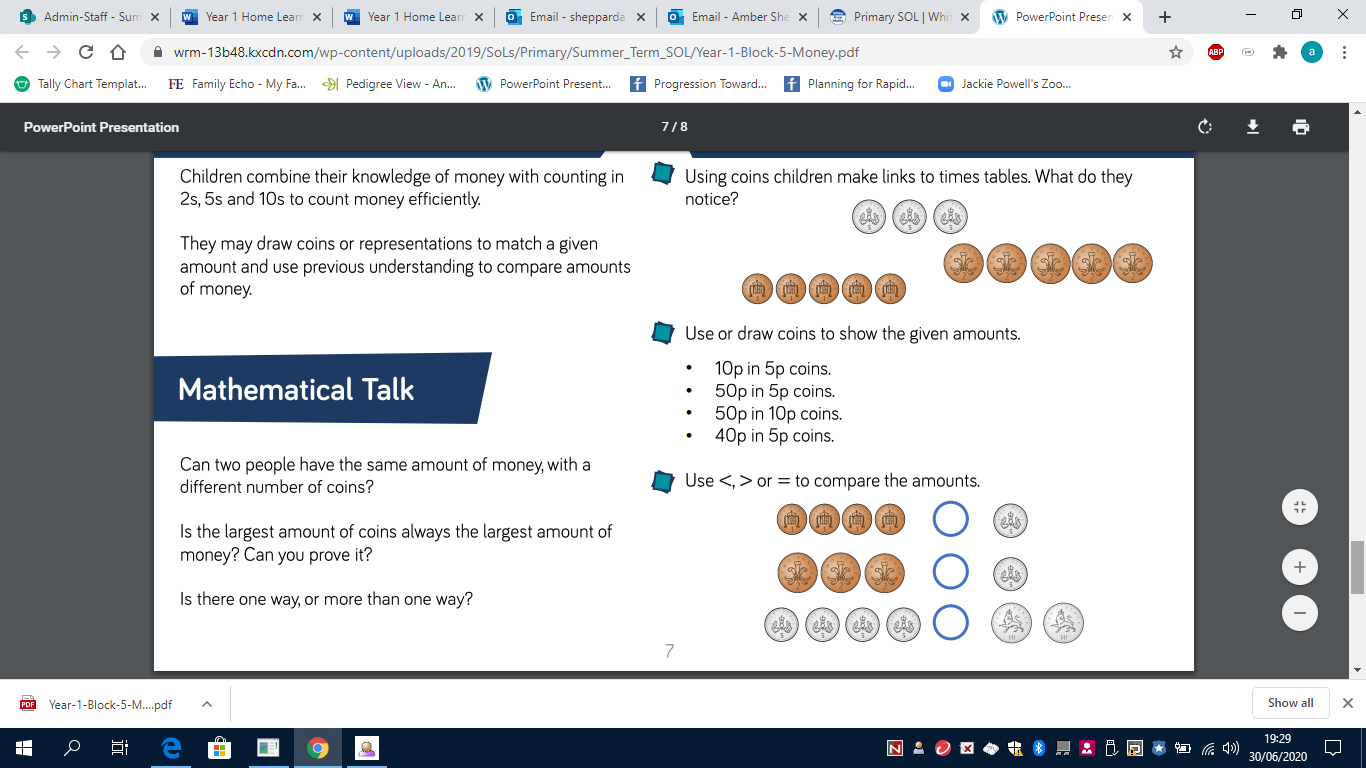 Admin-Staff - Sum
Year 1 Home Learn
Year 1 Home Learn
Email - shepparda
Email - Amber She
Primary SOL | Whit
PowerPoint Presen
wrm-13b48.kxcdn.com/wp-content/uploads/2019/SoLs/Primary/Summer_Term_SOL/Year-1-Block-5-Money.pdf
ABP
a
Tally Chart Templat...
FE Family Echo - My Fa...
Pedigree View - An...
PowerPoint Present...
Progression Toward...
Planning for Rapid...
Jackie Powell's Zoo...
PowerPoint Presentation
7 / 8
Children combine their knowledge of money with counting in
2s, 5s and 10s to count money efficiently.
They may draw coins or representations to match a given
amount and use previous understanding to compare amounts
of money.
Mathematical Talk
Can two people have the same amount of money, with a
different number of coins?
Is the largest amount of coins always the largest amount of
money? Can you prove it?
Is there one way, or more than one way?
Using coins children make links to times tables. What do they
notice?
Use or draw coins to show the given amounts.
• 10p in 5p coins.
• 50p in 5p coins.
• 50p in 10p coins.
• 40p in 5p coins.
Use <, > or = to compare the amounts.
7
Year-1-Block-5-M....pdf
Show all
19:29
30/06/2020